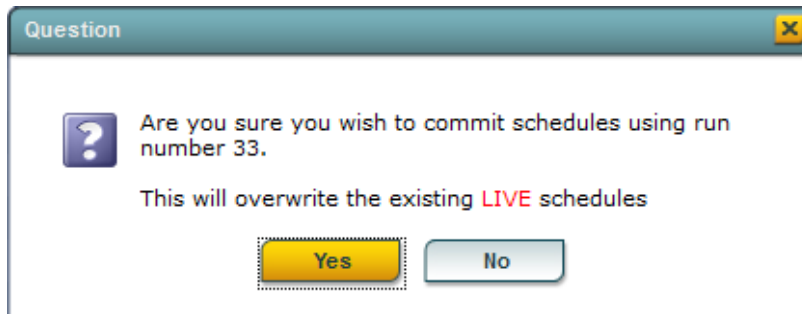 Question
Are you sure you wish to commit schedules using run
number 33.
This will overwrite the existing LIVE schedules
Yes
No